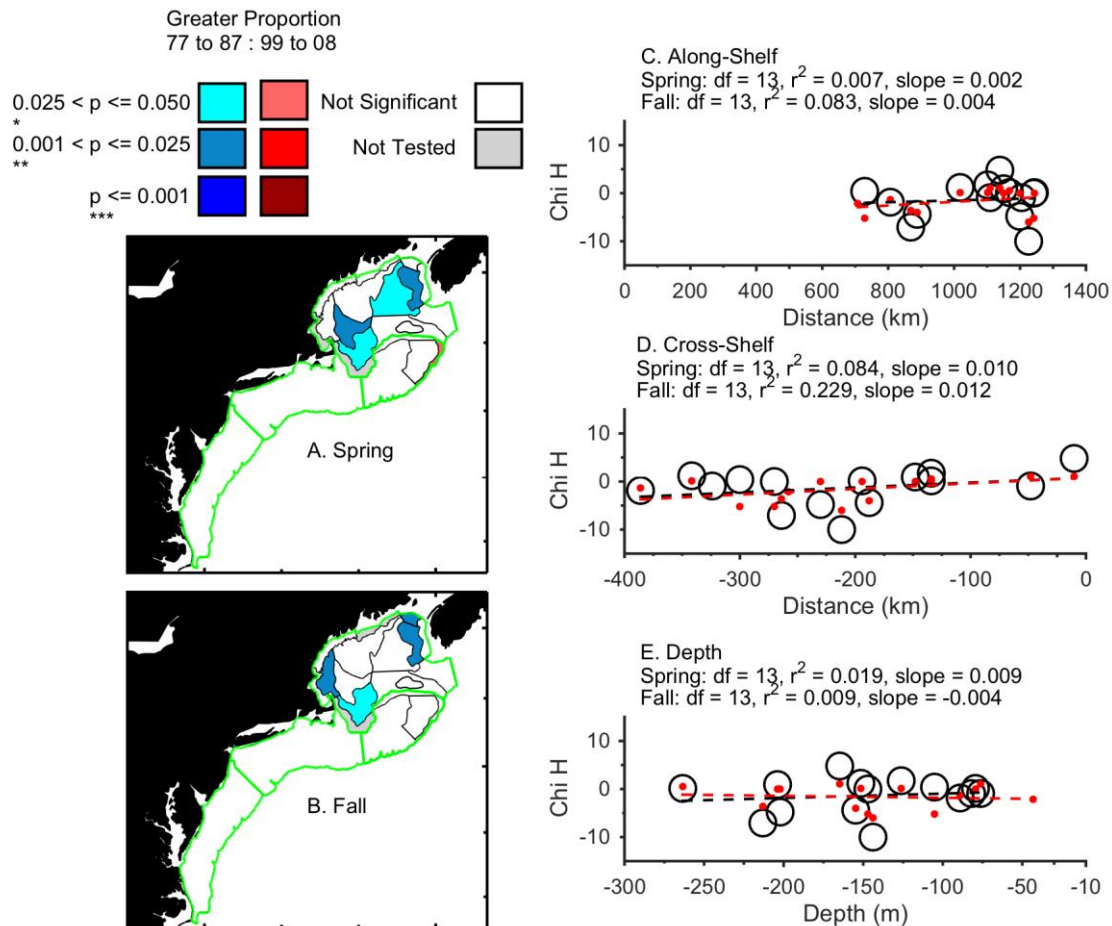 Greater Proportion
77 to 87 : 99 to 08
0.025 < p <= 0.050
*
0.001 < p <= 0.025
**
p <= 0.001
***
Not Significant
Not Tested
A. Spring
B. Fall
C. Along-Shelf
Spring: df = 13, r² = 0.007, slope = 0.002
Fall: df = 13, r² = 0.083, slope = 0.004
Chi H
10
0
-10
0 200 400 600 800 1000 1200 1400
Distance (km)
D. Cross-Shelf
Spring: df = 13, r² = 0.084, slope = 0.010
Fall: df = 13, r² = 0.229, slope = 0.012
Chi H
10
0
-10
-400 -300 -200 -100 0
Distance (km)
E. Depth
Spring: df = 13, r² = 0.019, slope = 0.009
Fall: df = 13, r² = 0.009, slope = -0.004
Chi H
10
0
-10
-300 -250 -200 -150 -100 -50 -10
Depth (m)